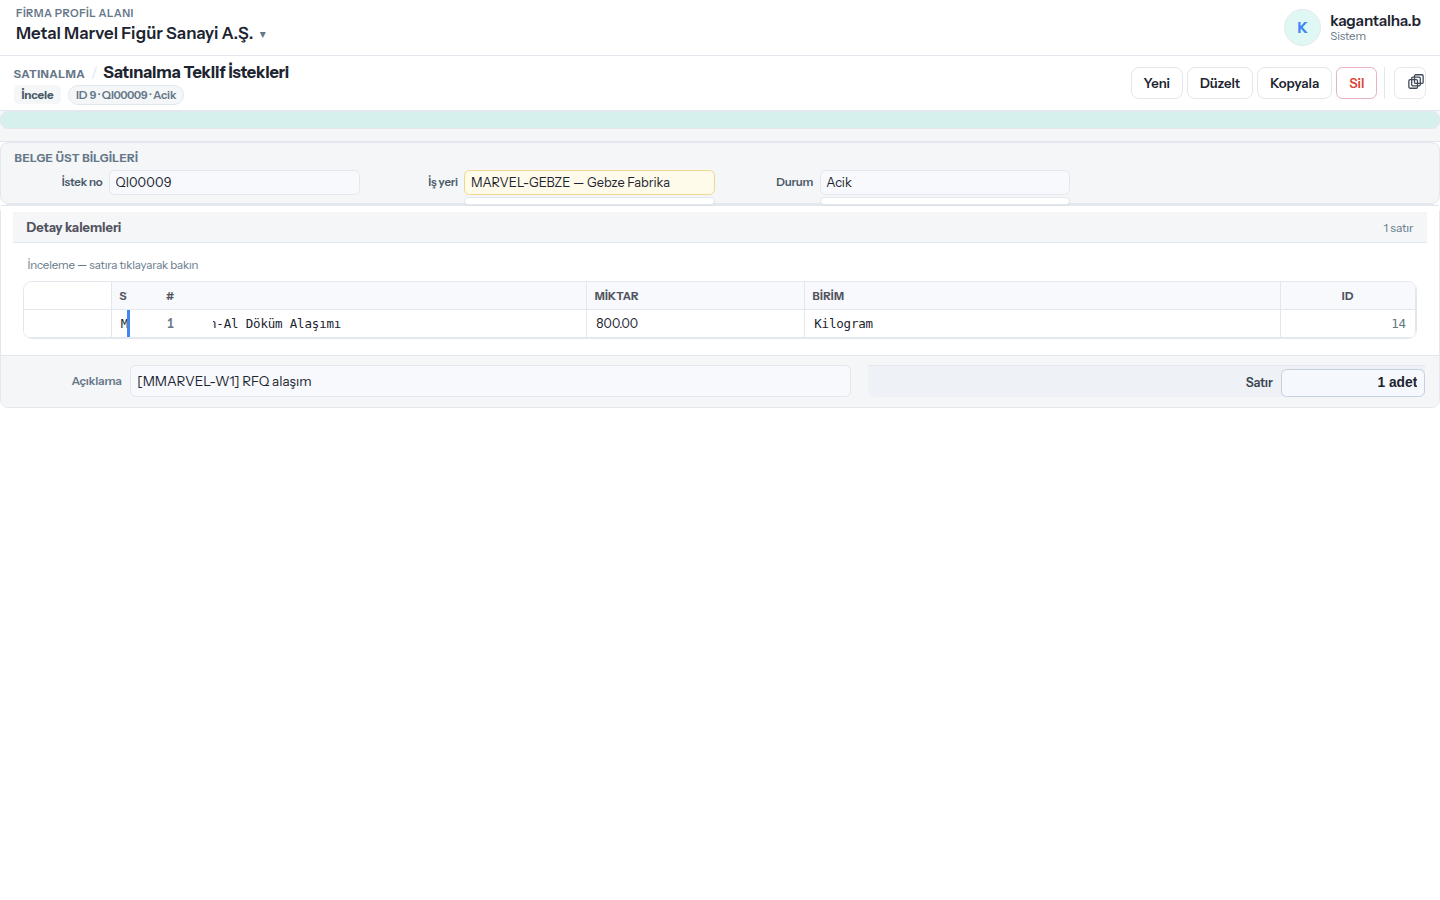 FİRMA PROFİL ALANI
Metal Marvel Figür Sanayi A.Ş. ▾
K
kagantalha.b
Sistem
SATINALMA / Satınalma Teklif İstekleri
İncele ID 9 · QI00009 · Acik
Yeni Düzelt Kopyala Sil
BELGE ÜST BİLGİLERİ
İstek no QI00009 İş yeri MARVEL-GEBZE — Gebze Fabrika Durum Acik
Detay kalemleri 1 satır
İnceleme — satıra tıklayarak bakın
S # MİKTAR BİRİM ID
M 1 -Al Döküm Alaşımı 800.00 Kilogram 14
Açıklama [MMARVEL-W1] RFQ alaşım Satır 1 adet